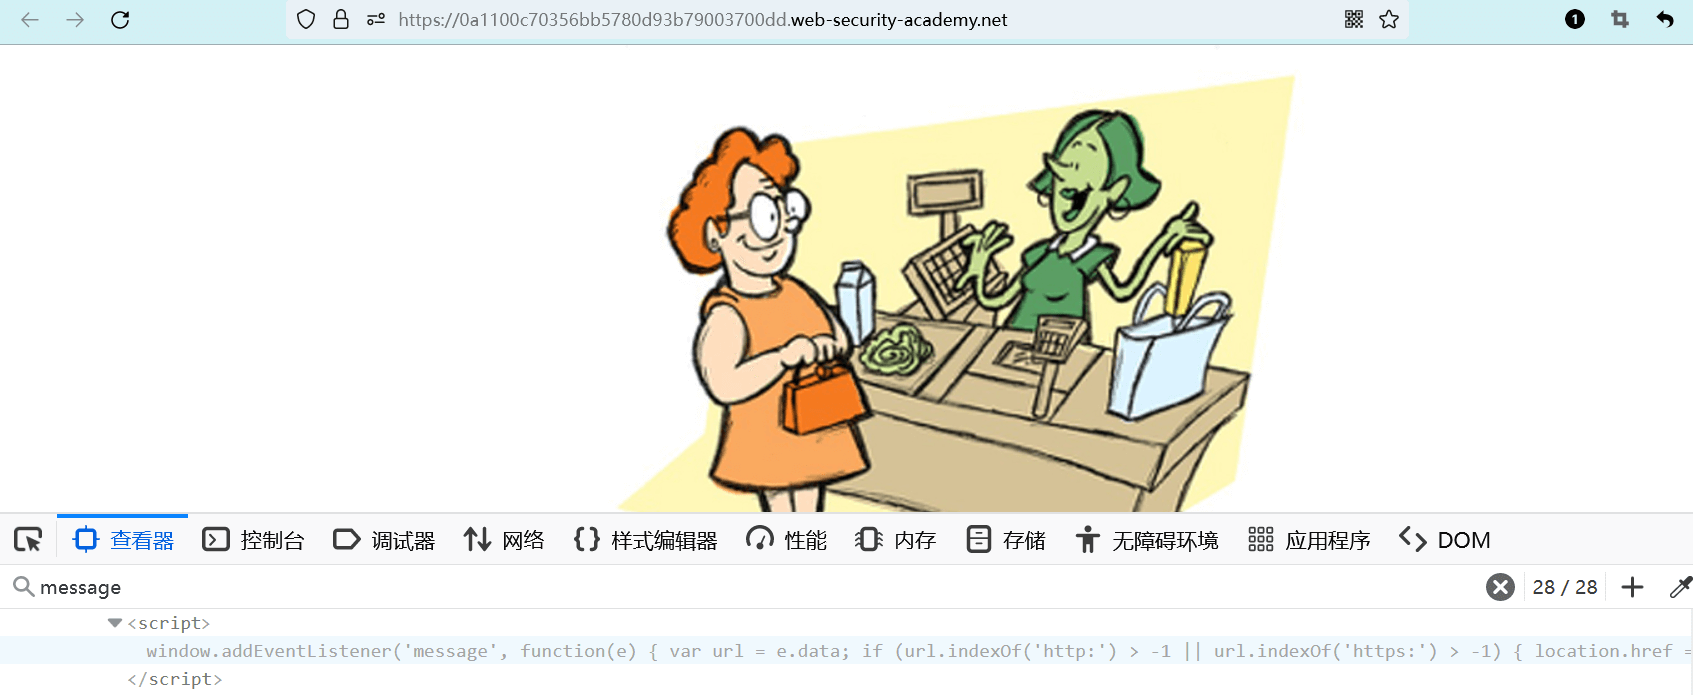 https://0a1100c70356bb5780d93b79003700dd.web-security-academy.net
1
查看器 控制台 调试器 网络 样式编辑器 性能 内存 存储 无障碍环境 应用程序 DOM
message 28 / 28
<script>
window.addEventListener('message', function(e) { var url = e.data; if (url.indexOf('http:') > -1 || url.indexOf('https:') > -1) { location.href =
</script>